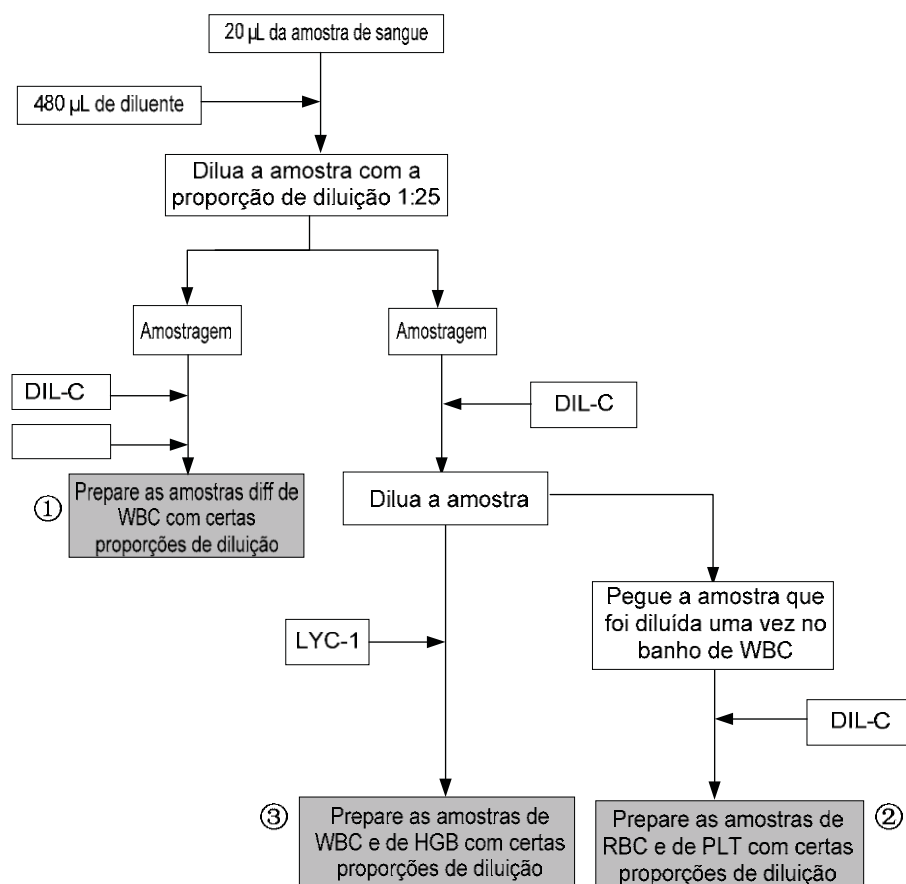 20 µL da amostra de sangue
480 µL de diluente
Dilua a amostra com a
proporção de diluição 1:25
Amostragem
Amostragem
DIL-C
DIL-C
①
Prepare as amostras diff de
WBC com certas
proporções de diluição
Dilua a amostra
LYC-1
Pegue a amostra que
foi diluída uma vez no
banho de WBC
DIL-C
③
Prepare as amostras de
WBC e de HGB com certas
proporções de diluição
Prepare as amostras de
RBC e de PLT com certas
proporções de diluição
②